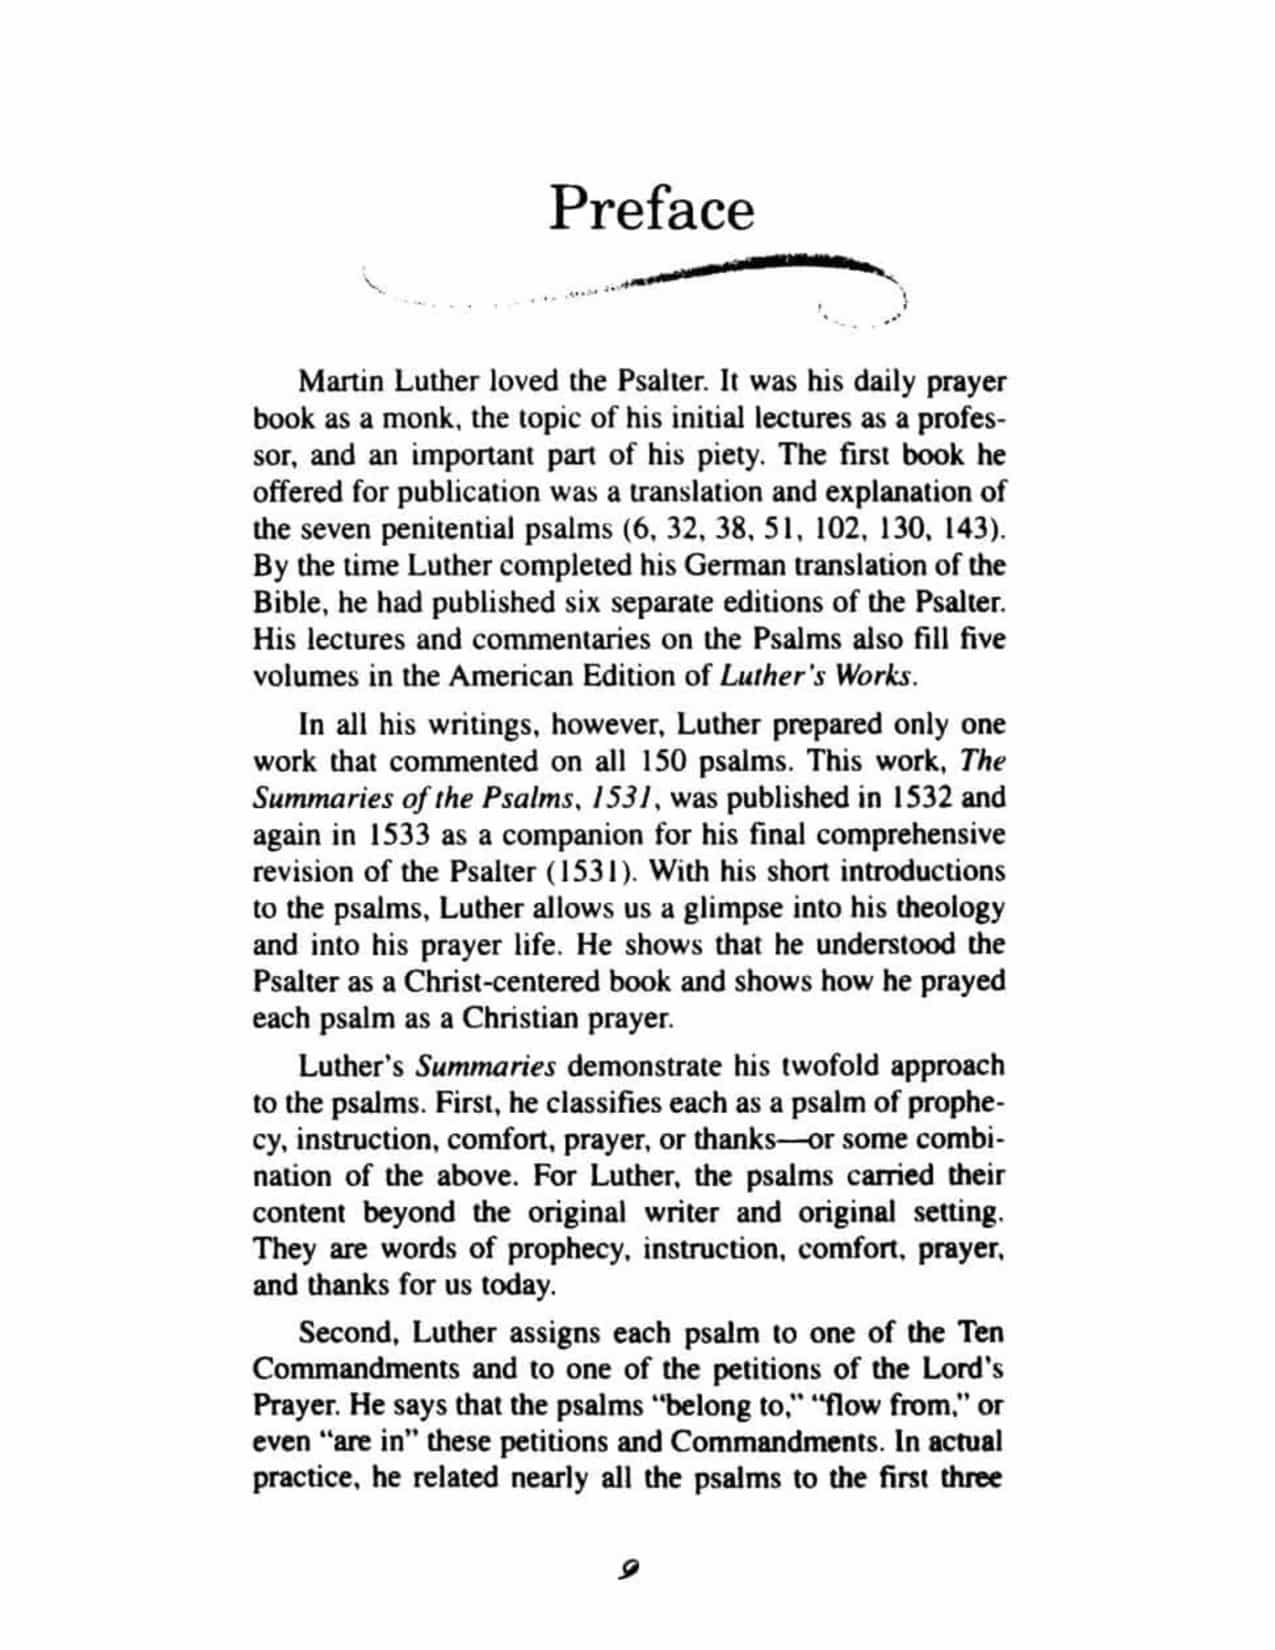 Preface
Martin Luther loved the Psalter. It was his daily prayer
book as a monk, the topic of his initial lectures as a profes-
sor, and an important part of his piety. The first book he
offered for publication was a translation and explanation of
the seven penitential psalms (6, 32, 38, 51, 102, 130, 143).
By the time Luther completed his German translation of the
Bible, he had published six separate editions of the Psalter.
His lectures and commentaries on the Psalms also fill five
volumes in the American Edition of Luther's Works.
In all his writings, however, Luther prepared only one
work that commented on all 150 psalms. This work, The
Summaries of the Psalms, 1531, was published in 1532 and
again in 1533 as a companion for his final comprehensive
revision of the Psalter (1531). With his short introductions
to the psalms, Luther allows us a glimpse into his theology
and into his prayer life. He shows that he understood the
Psalter as a Christ-centered book and shows how he prayed
each psalm as a Christian prayer.
Luther's Summaries demonstrate his twofold approach
to the psalms. First, he classifies each as a psalm of prophe-
cy, instruction, comfort, prayer, or thanks—or some combi-
nation of the above. For Luther, the psalms carried their
content beyond the original writer and original setting.
They are words of prophecy, instruction, comfort, prayer,
and thanks for us today.
Second, Luther assigns each psalm to one of the Ten
Commandments and to one of the petitions of the Lord's
Prayer. He says that the psalms "belong to," "flow from," or
even "are in" these petitions and Commandments. In actual
practice, he related nearly all the psalms to the first three
9